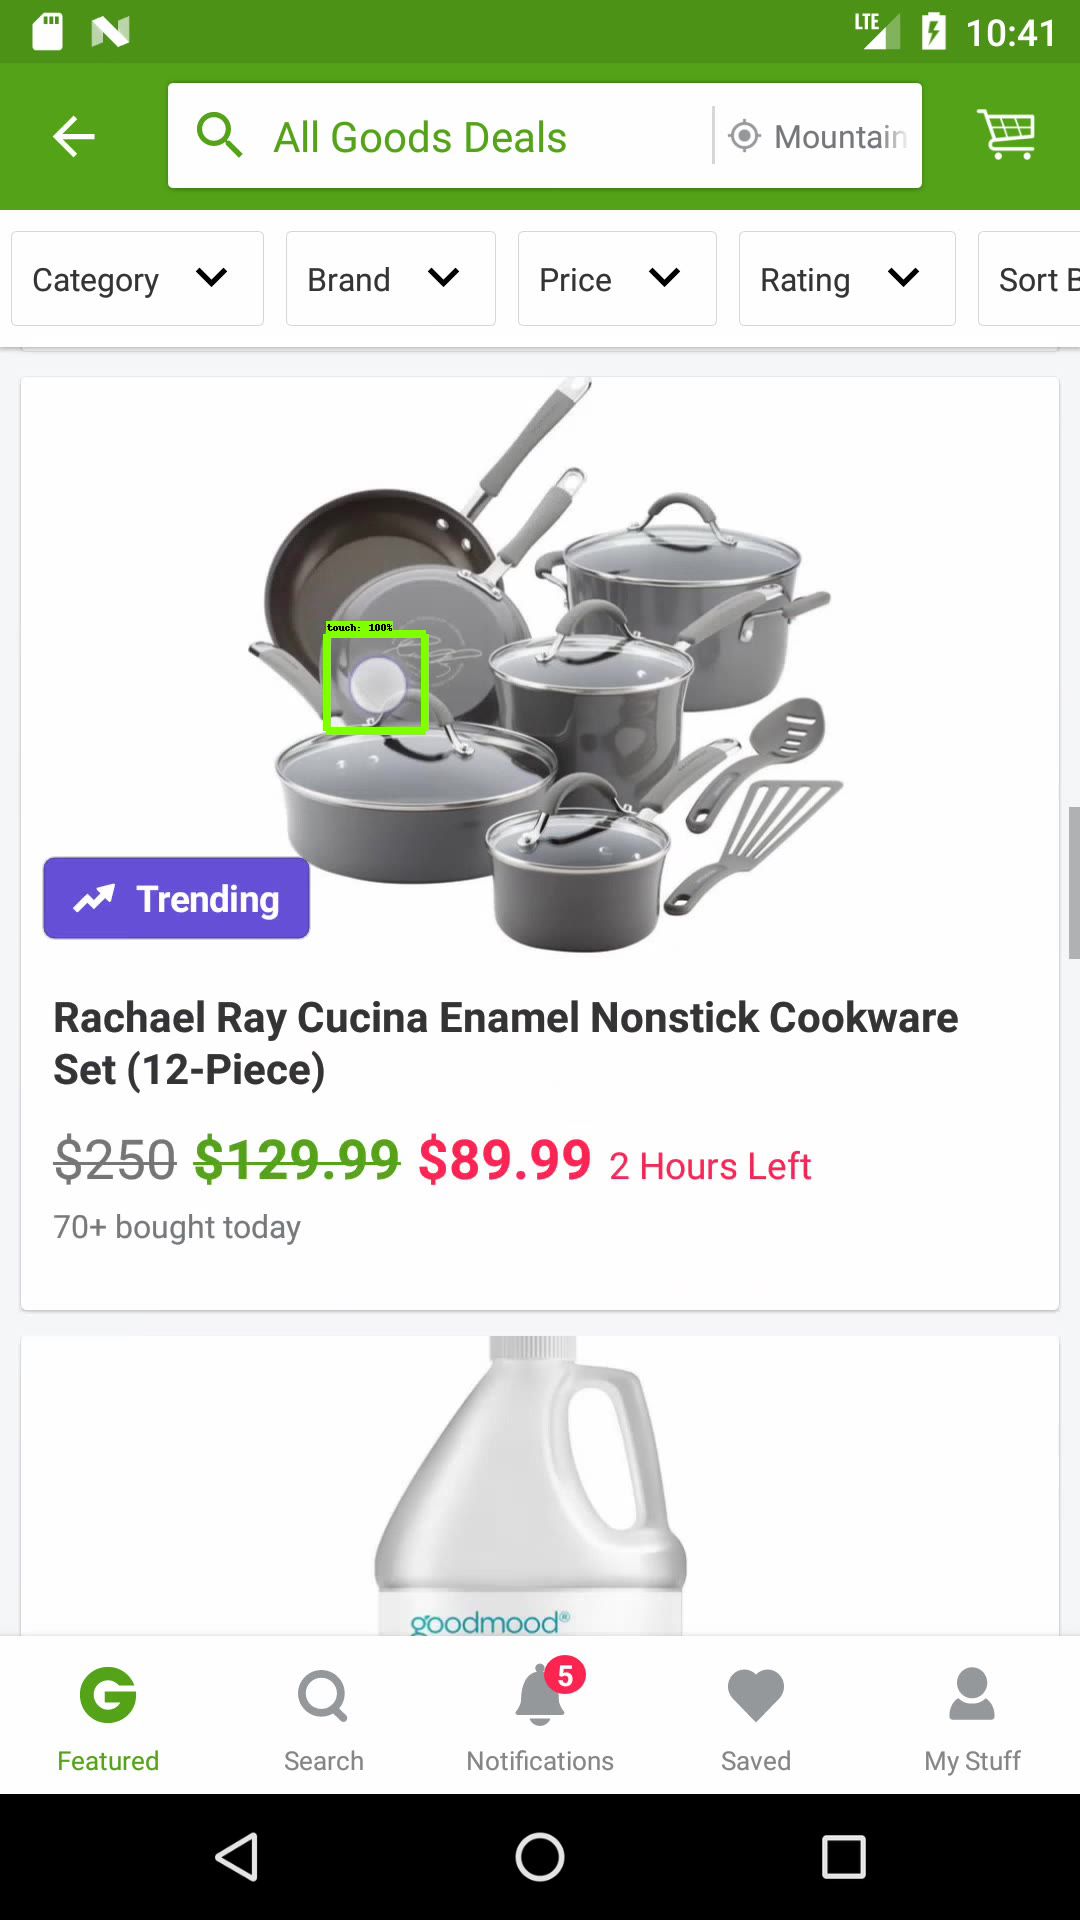 LTE 10:41
All Goods Deals Mountain
Category Brand Price Rating Sort B
touch: 100%
Trending
Rachael Ray Cucina Enamel Nonstick Cookware
Set (12-Piece)
$250 $129.99 $89.99 2 Hours Left
70+ bought today
goodmood®
5
Featured Search Notifications Saved My Stuff